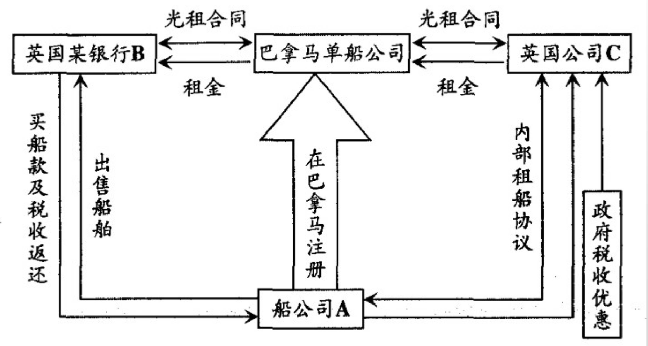 光租合同
光租合同
英国某银行B
巴拿马单船公司
英国公司C
租金
租金
买船款及税收返还
出售船舶
在巴拿马注册
内部租船协议
政府税收优惠
船公司A